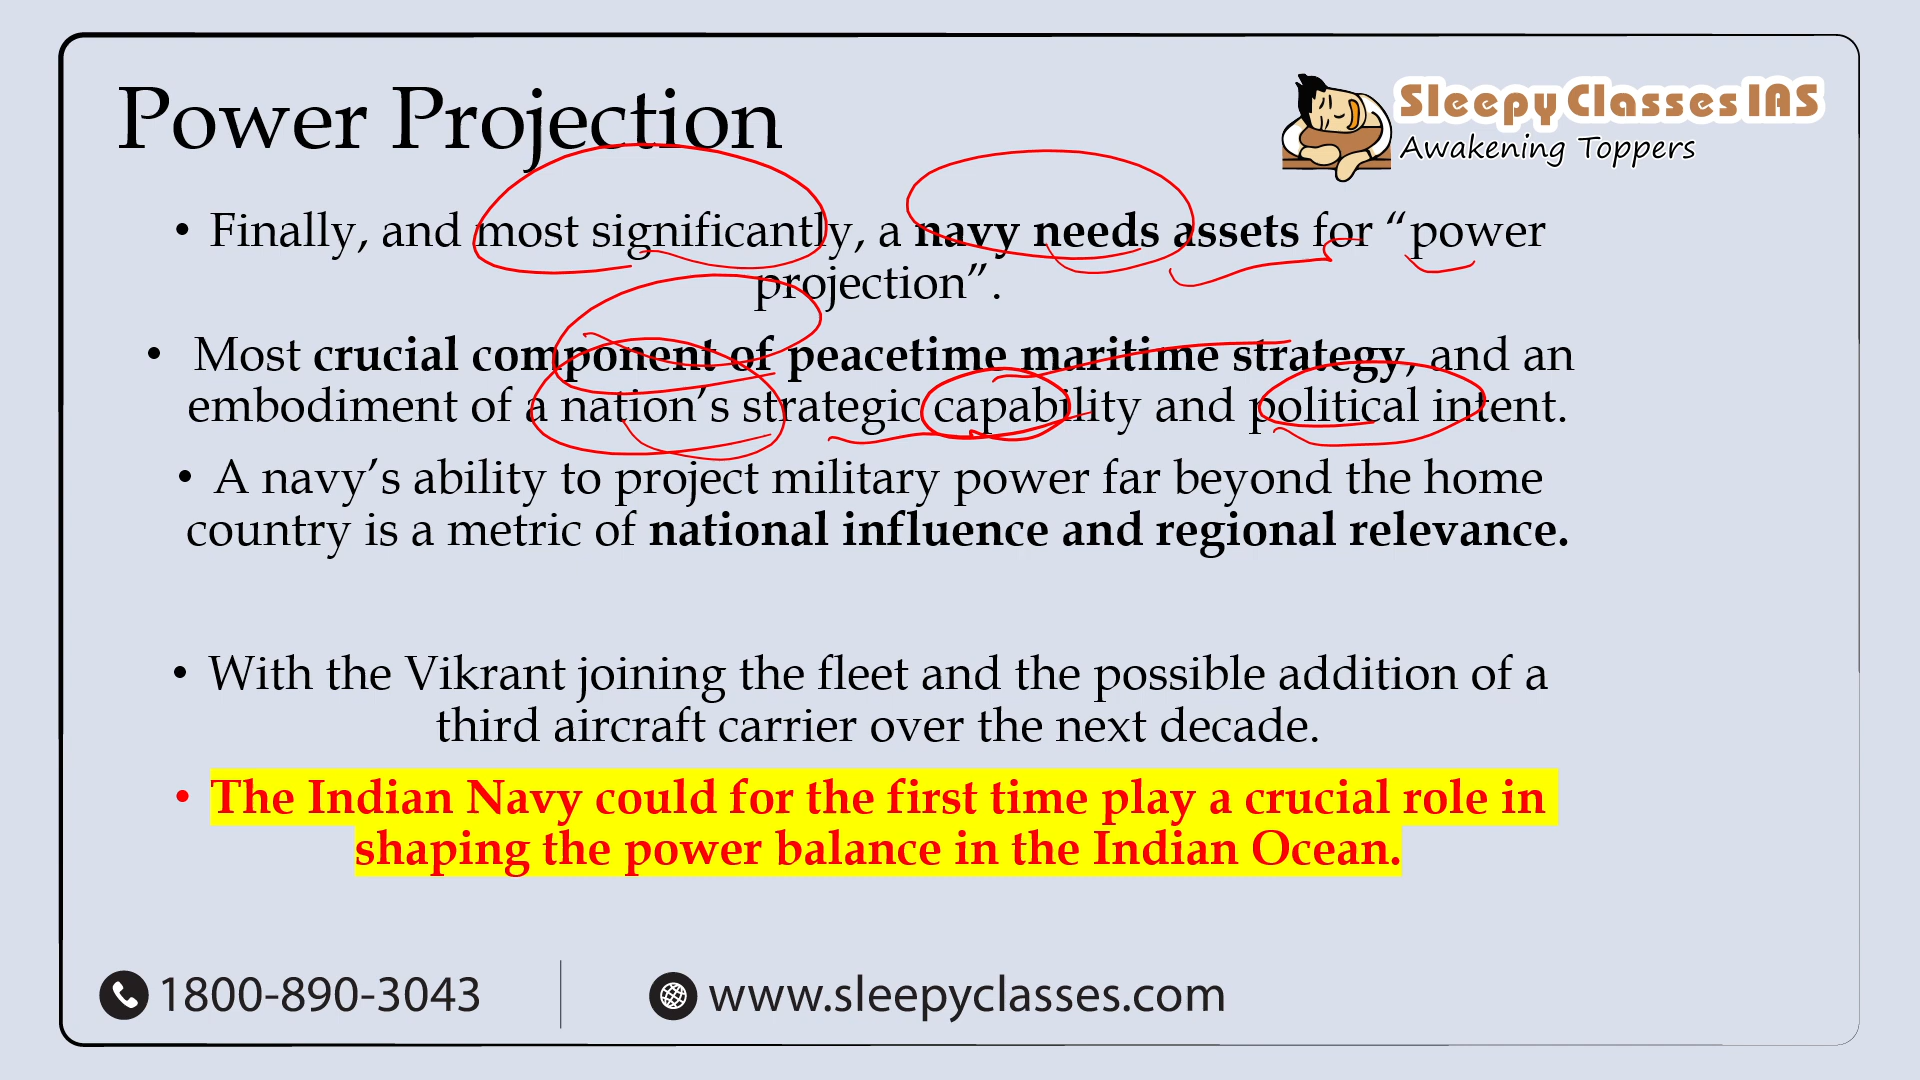 Power Projection
Sleepy Classes IAS
Awakening Toppers
• Finally, and most significantly, a navy needs assets for “power
projection”.
• Most crucial component of peacetime maritime strategy, and an
embodiment of a nation’s strategic capability and political intent.
• A navy’s ability to project military power far beyond the home
country is a metric of national influence and regional relevance.
• With the Vikrant joining the fleet and the possible addition of a
third aircraft carrier over the next decade.
• The Indian Navy could for the first time play a crucial role in
shaping the power balance in the Indian Ocean.
1800-890-3043
www.sleepyclasses.com